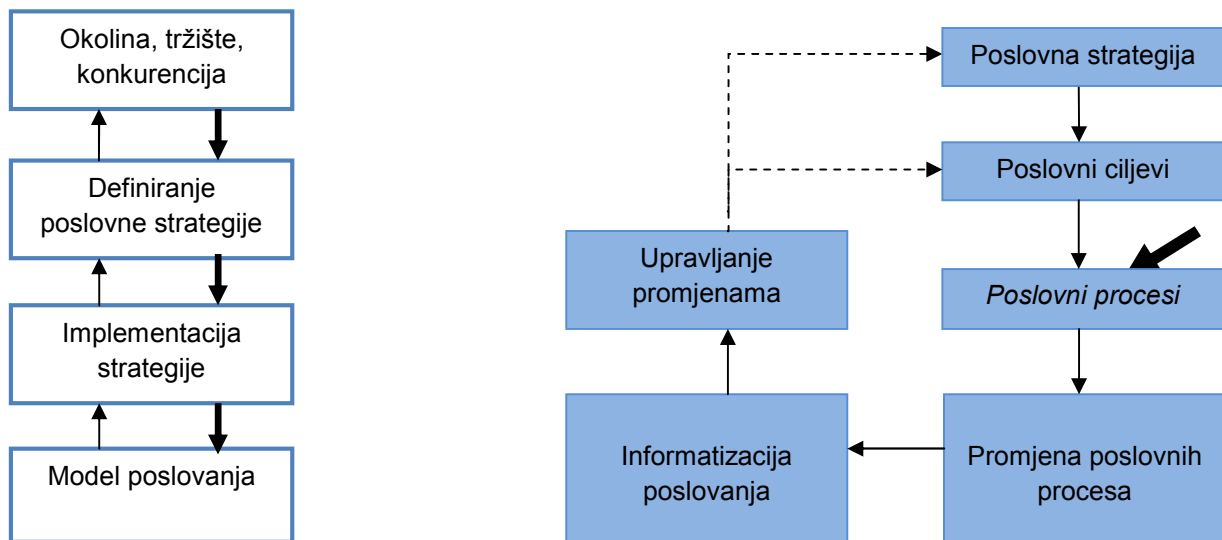 Okolina, tržište,
konkurencija
Definiranje
poslovne strategije
Implementacija
strategije
Model poslovanja
Poslovna strategija
Poslovni ciljevi
Upravljanje
promjenama
Poslovni procesi
Informatizacija
poslovanja
Promjena poslovnih
procesa